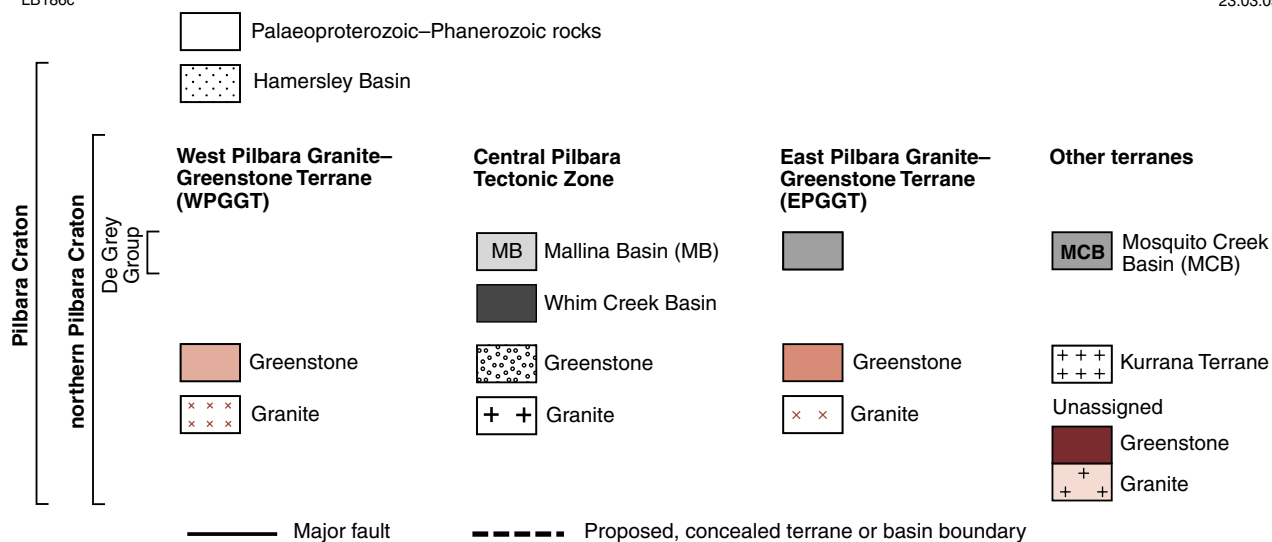 Palaeoproterozoic–Phanerozoic rocks
Hamersley Basin
Pilbara Craton
northern Pilbara Craton
De Grey
Group
West Pilbara Granite–
Greenstone Terrane
(WPGGT)
Greenstone
Granite
Central Pilbara
Tectonic Zone
MB
Mallina Basin (MB)
Whim Creek Basin
Greenstone
Granite
East Pilbara Granite–
Greenstone Terrane
(EPGGT)
Greenstone
Granite
Other terranes
MCB
Mosquito Creek
Basin (MCB)
Kurrana Terrane
Unassigned
Greenstone
Granite
Major fault
Proposed, concealed terrane or basin boundary